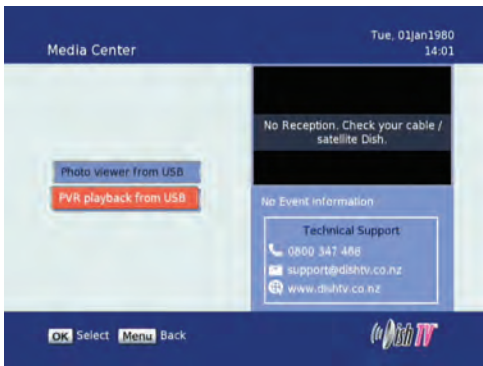 Media Center
Tue, 01Jan1980
14:01
No Reception. Check your cable /
satellite Dish.
Photo viewer from USB
PVR playback from USB
No Event Information
Technical Support
0800 347 488
support@dishtv.co.nz
www.dishtv.co.nz
OK Select Menu Back
Dish TV